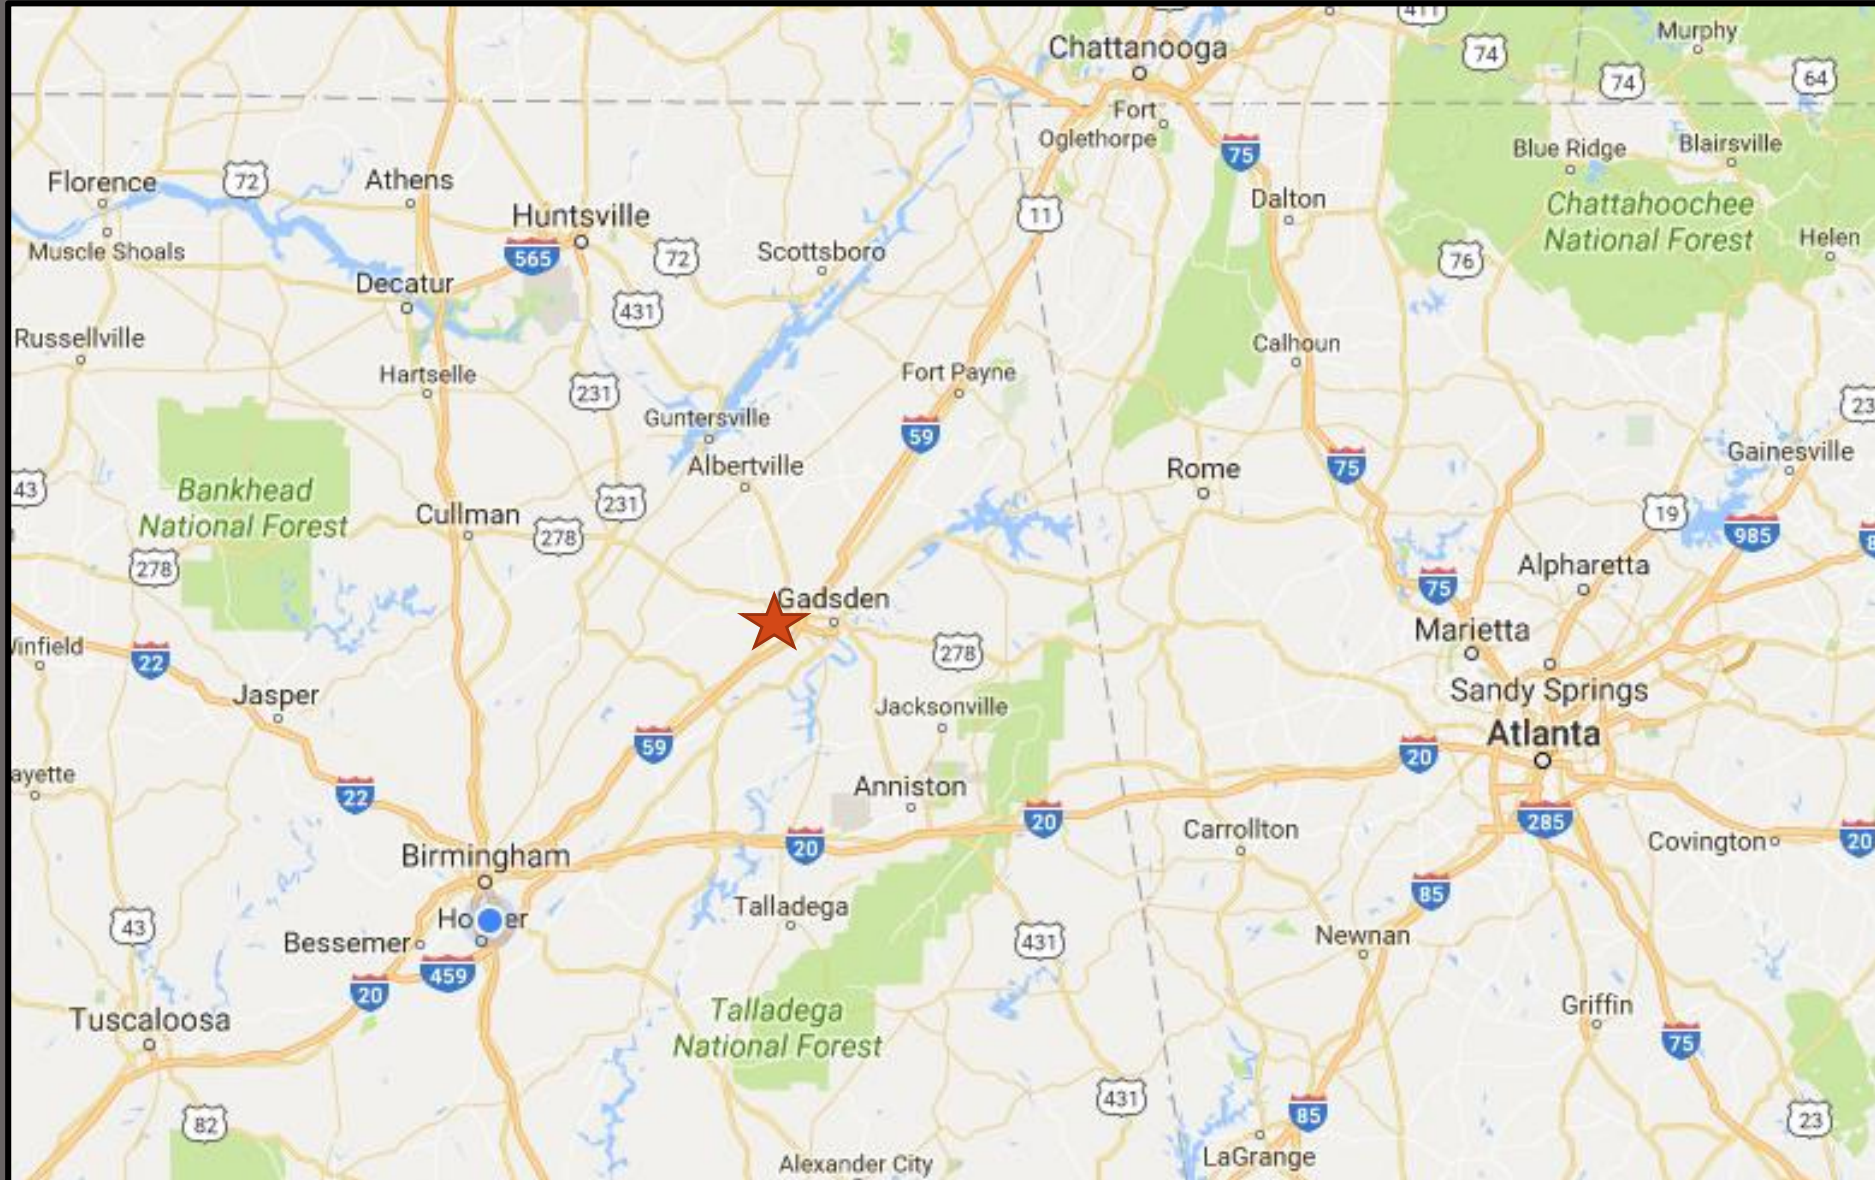 411
Murphy
Chattanooga
74
74
64
Fort
Oglethorpe
75
Blue Ridge
Blairsville
Florence
72
Athens
Dalton
Chattahoochee
National Forest
Huntsville
11
Muscle Shoals
565
72
Scottsboro
76
Helen
Decatur
431
Russellville
Calhoun
Hartselle
231
Fort Payne
23
Guntersville
59
Albertville
Rome
75
Gainesville
43
Bankhead
National Forest
231
Cullman
278
19
985
278
Alpharetta
75
Gadsden
Marietta
infield
22
278
Jasper
Sandy Springs
Jacksonville
59
Atlanta
20
ayette
22
Anniston
20
285
20
Carrollton
Covington
20
Birmingham
85
43
Ho er
Talladega
Bessemer
431
Newnan
459
20
Tuscaloosa
Talladega
National Forest
Griffin
75
82
431
85
23
Alexander City
LaGrange